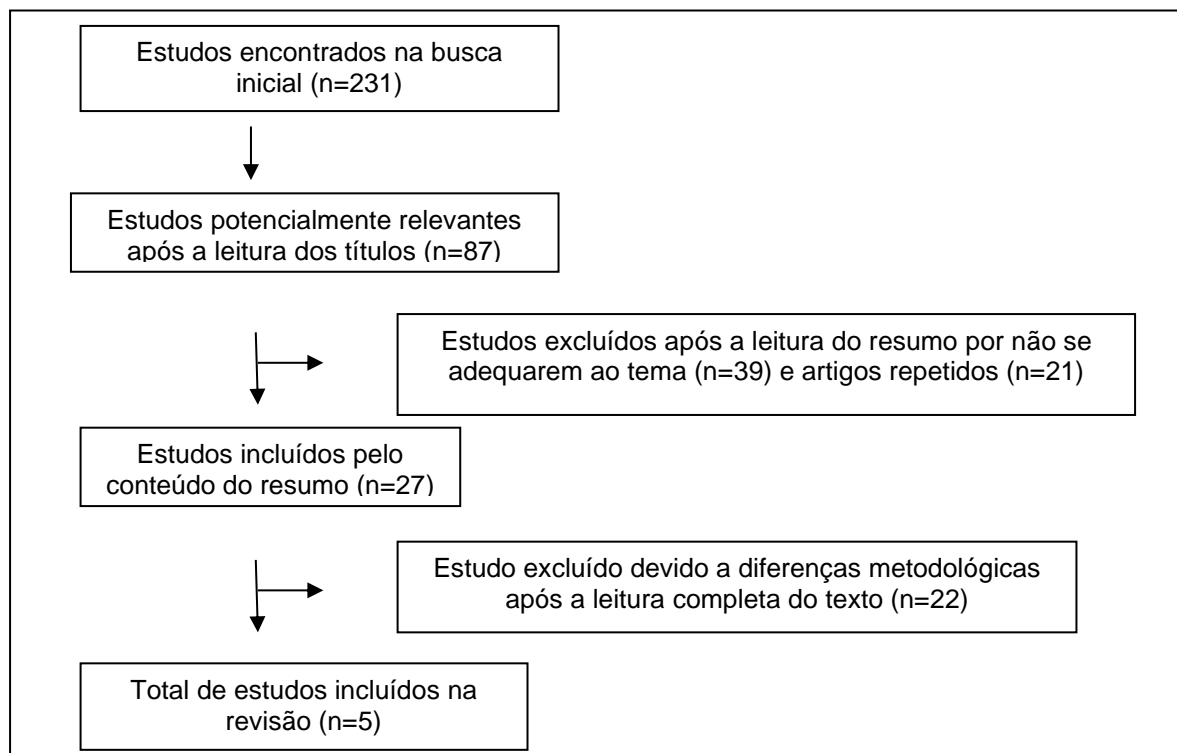 Estudos encontrados na busca
inicial (n=231)
Estudos potencialmente relevantes
após a leitura dos títulos (n=87)
Estudos excluídos após a leitura do resumo por não se
adequarem ao tema (n=39) e artigos repetidos (n=21)
Estudos incluídos pelo
conteúdo do resumo (n=27)
Estudo excluído devido a diferenças metodológicas
após a leitura completa do texto (n=22)
Total de estudos incluídos na
revisão (n=5)